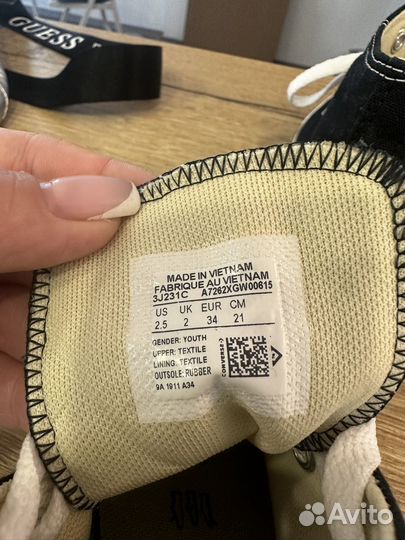 GUESS
MADE IN VIETNAM
FABRIQUE AU VIETNAM
3J231C A7262XGW00615
US UK EUR CM
2.5 2 34 21
GENDER: YOUTH
UPPER: TEXTILE
LINING: TEXTILE
OUTSOLE: RUBBER
9A 1911 A34
CONVERSE
Avito